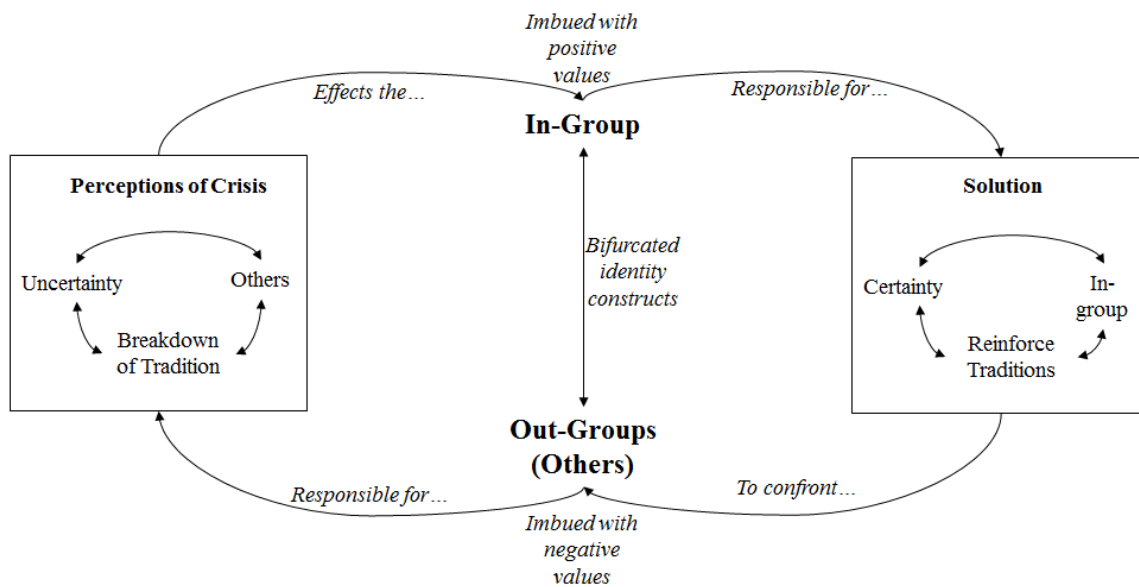 Imbued with
positive
values
Effects the…
Responsible for…
In-Group
Perceptions of Crisis
Uncertainty
Others
Breakdown
of Tradition
Bifurcated
identity
constructs
Solution
Certainty
In-
group
Reinforce
Traditions
Out-Groups
(Others)
Responsible for…
To confront…
Imbued with
negative
values